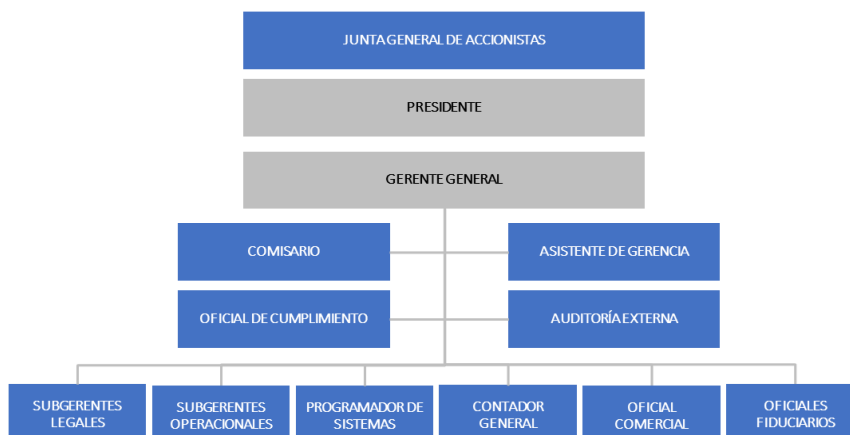 JUNTA GENERAL DE ACCIONISTAS
PRESIDENTE
GERENTE GENERAL
COMISARIO
ASISTENTE DE GERENCIA
OFICIAL DE CUMPLIMIENTO
AUDITORÍA EXTERNA
SUBGERENTES
LEGALES
SUBGERENTES
OPERACIONALES
PROGRAMADOR DE
SISTEMAS
CONTADOR
GENERAL
OFICIAL
COMERCIAL
OFICIALES
FIDUCIARIOS